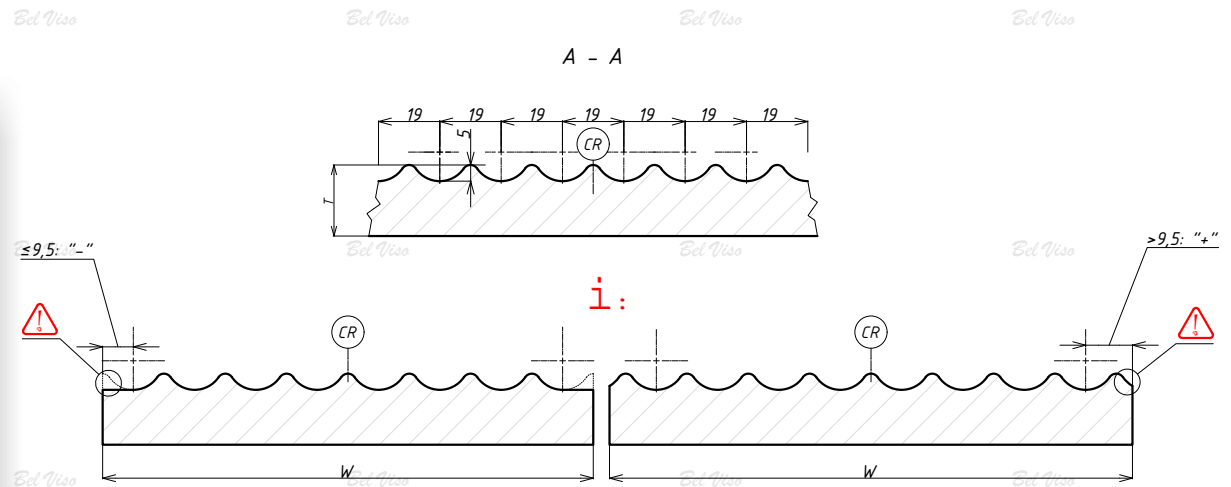 Bel Viso Bel Viso Bel Viso Bel Viso
A - A
19 19 19 19 19 19 19
5
CR
T
≤9,5: "-"
Bel Viso Bel Viso Bel Viso Bel Viso
>9,5: "+"
i:
! CR CR !
W W
Bel Viso Bel Viso Bel Viso Bel Viso